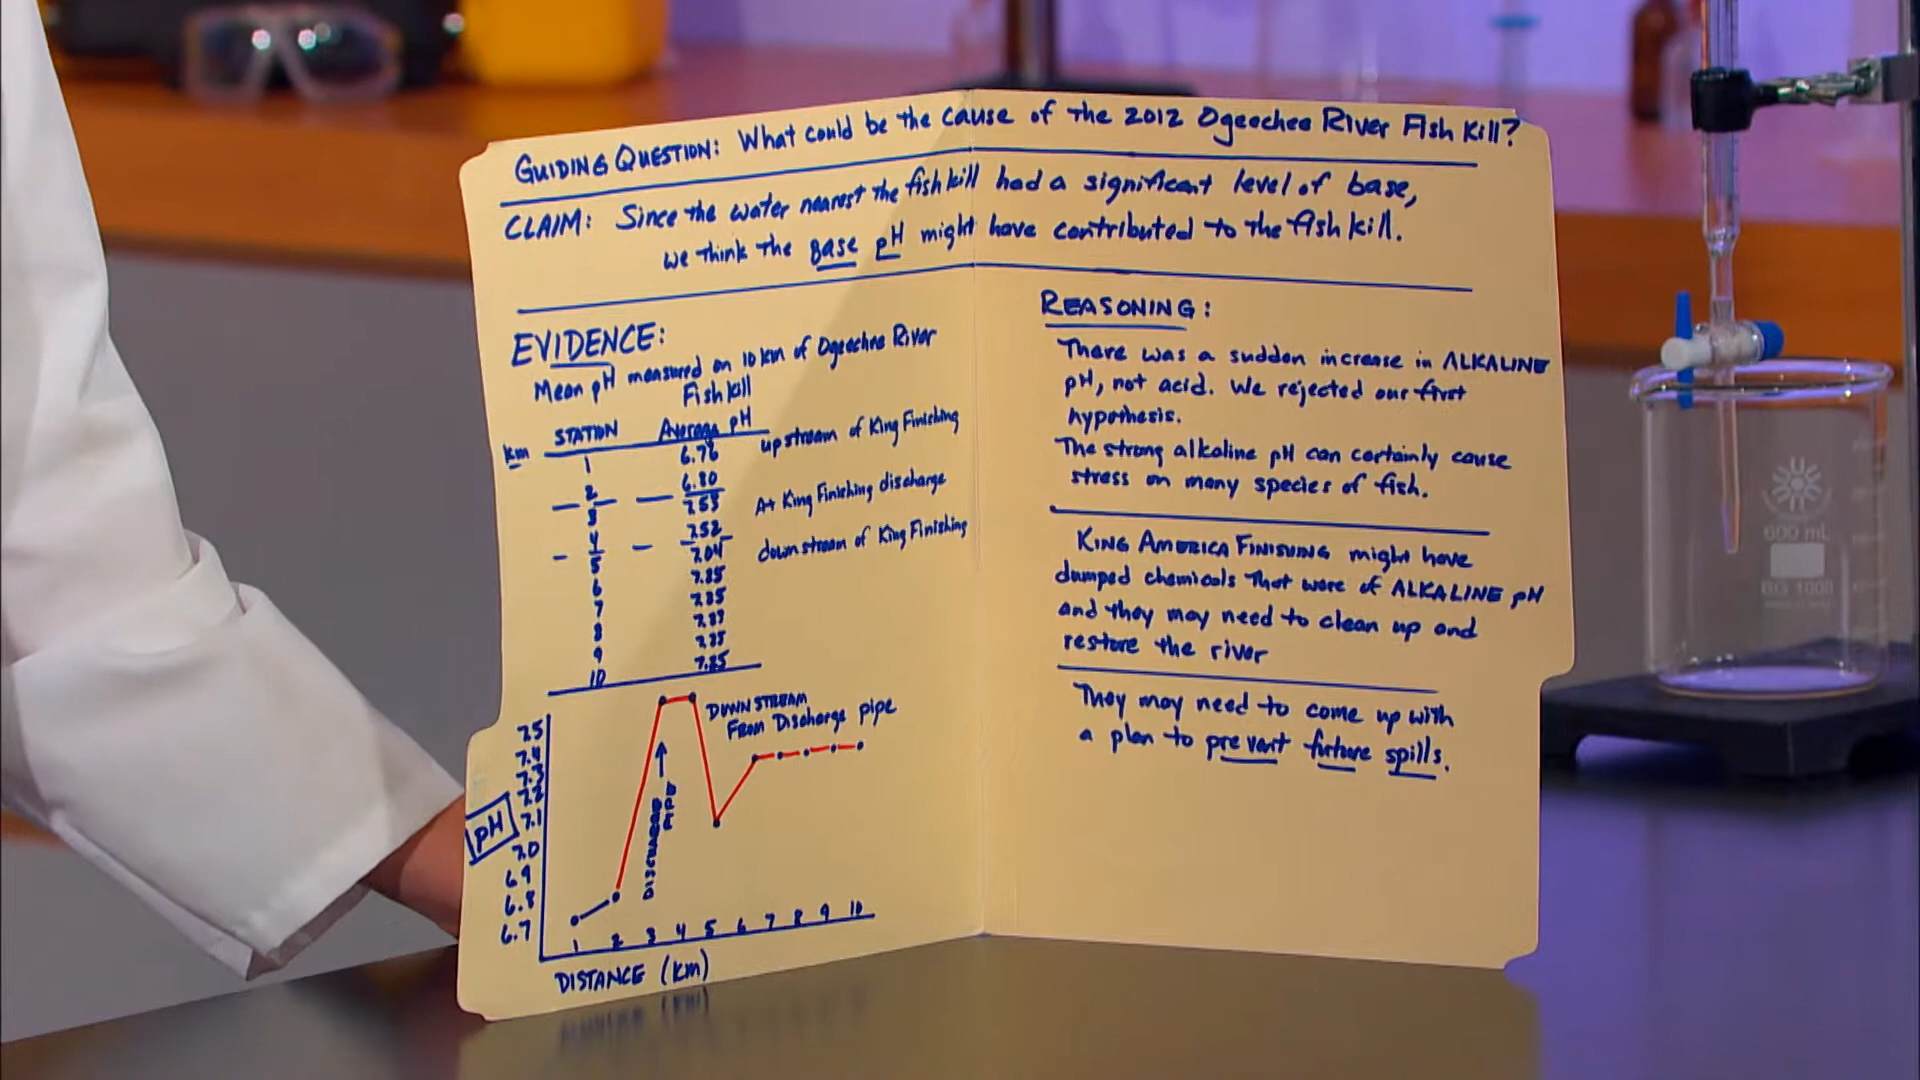 GUIDING QUESTION: What could be the cause of the 2012 Ogeechee River Fish Kill?
CLAIM: Since the water nearest the fish kill had a significant level of base,
we think the Base pH might have contributed to the fish kill.
EVIDENCE:
Mean pH measured on 10 km of Ogeechee River
Fish kill
km STATION Average pH
1 6.76 upstream of King Finishing
2 6.80
3 7.53 At King Finishing discharge
4 7.52
5 7.04 downstream of King Finishing
6 7.25
7 7.25
8
9
10 7.25
REASONING:
There was a sudden increase in ALKALINE
pH, not acid. We rejected our first
hypothesis.
The strong alkaline pH can certainly cause
stress on many species of fish.
KING AMERICA FINISHING might have
dumped chemicals that were of ALKALINE pH
and they may need to clean up and
restore the river
They may need to come up with
a plan to prevent future spills.
DOWNSTREAM
From Discharge pipe
DISCHARGE
PIPE
pH
7.5
7.4
7.3
7.2
7.1
7.0
6.9
6.8
6.7
1 2 3 4 5 6 7 8 9 10
DISTANCE (km)
600 mL